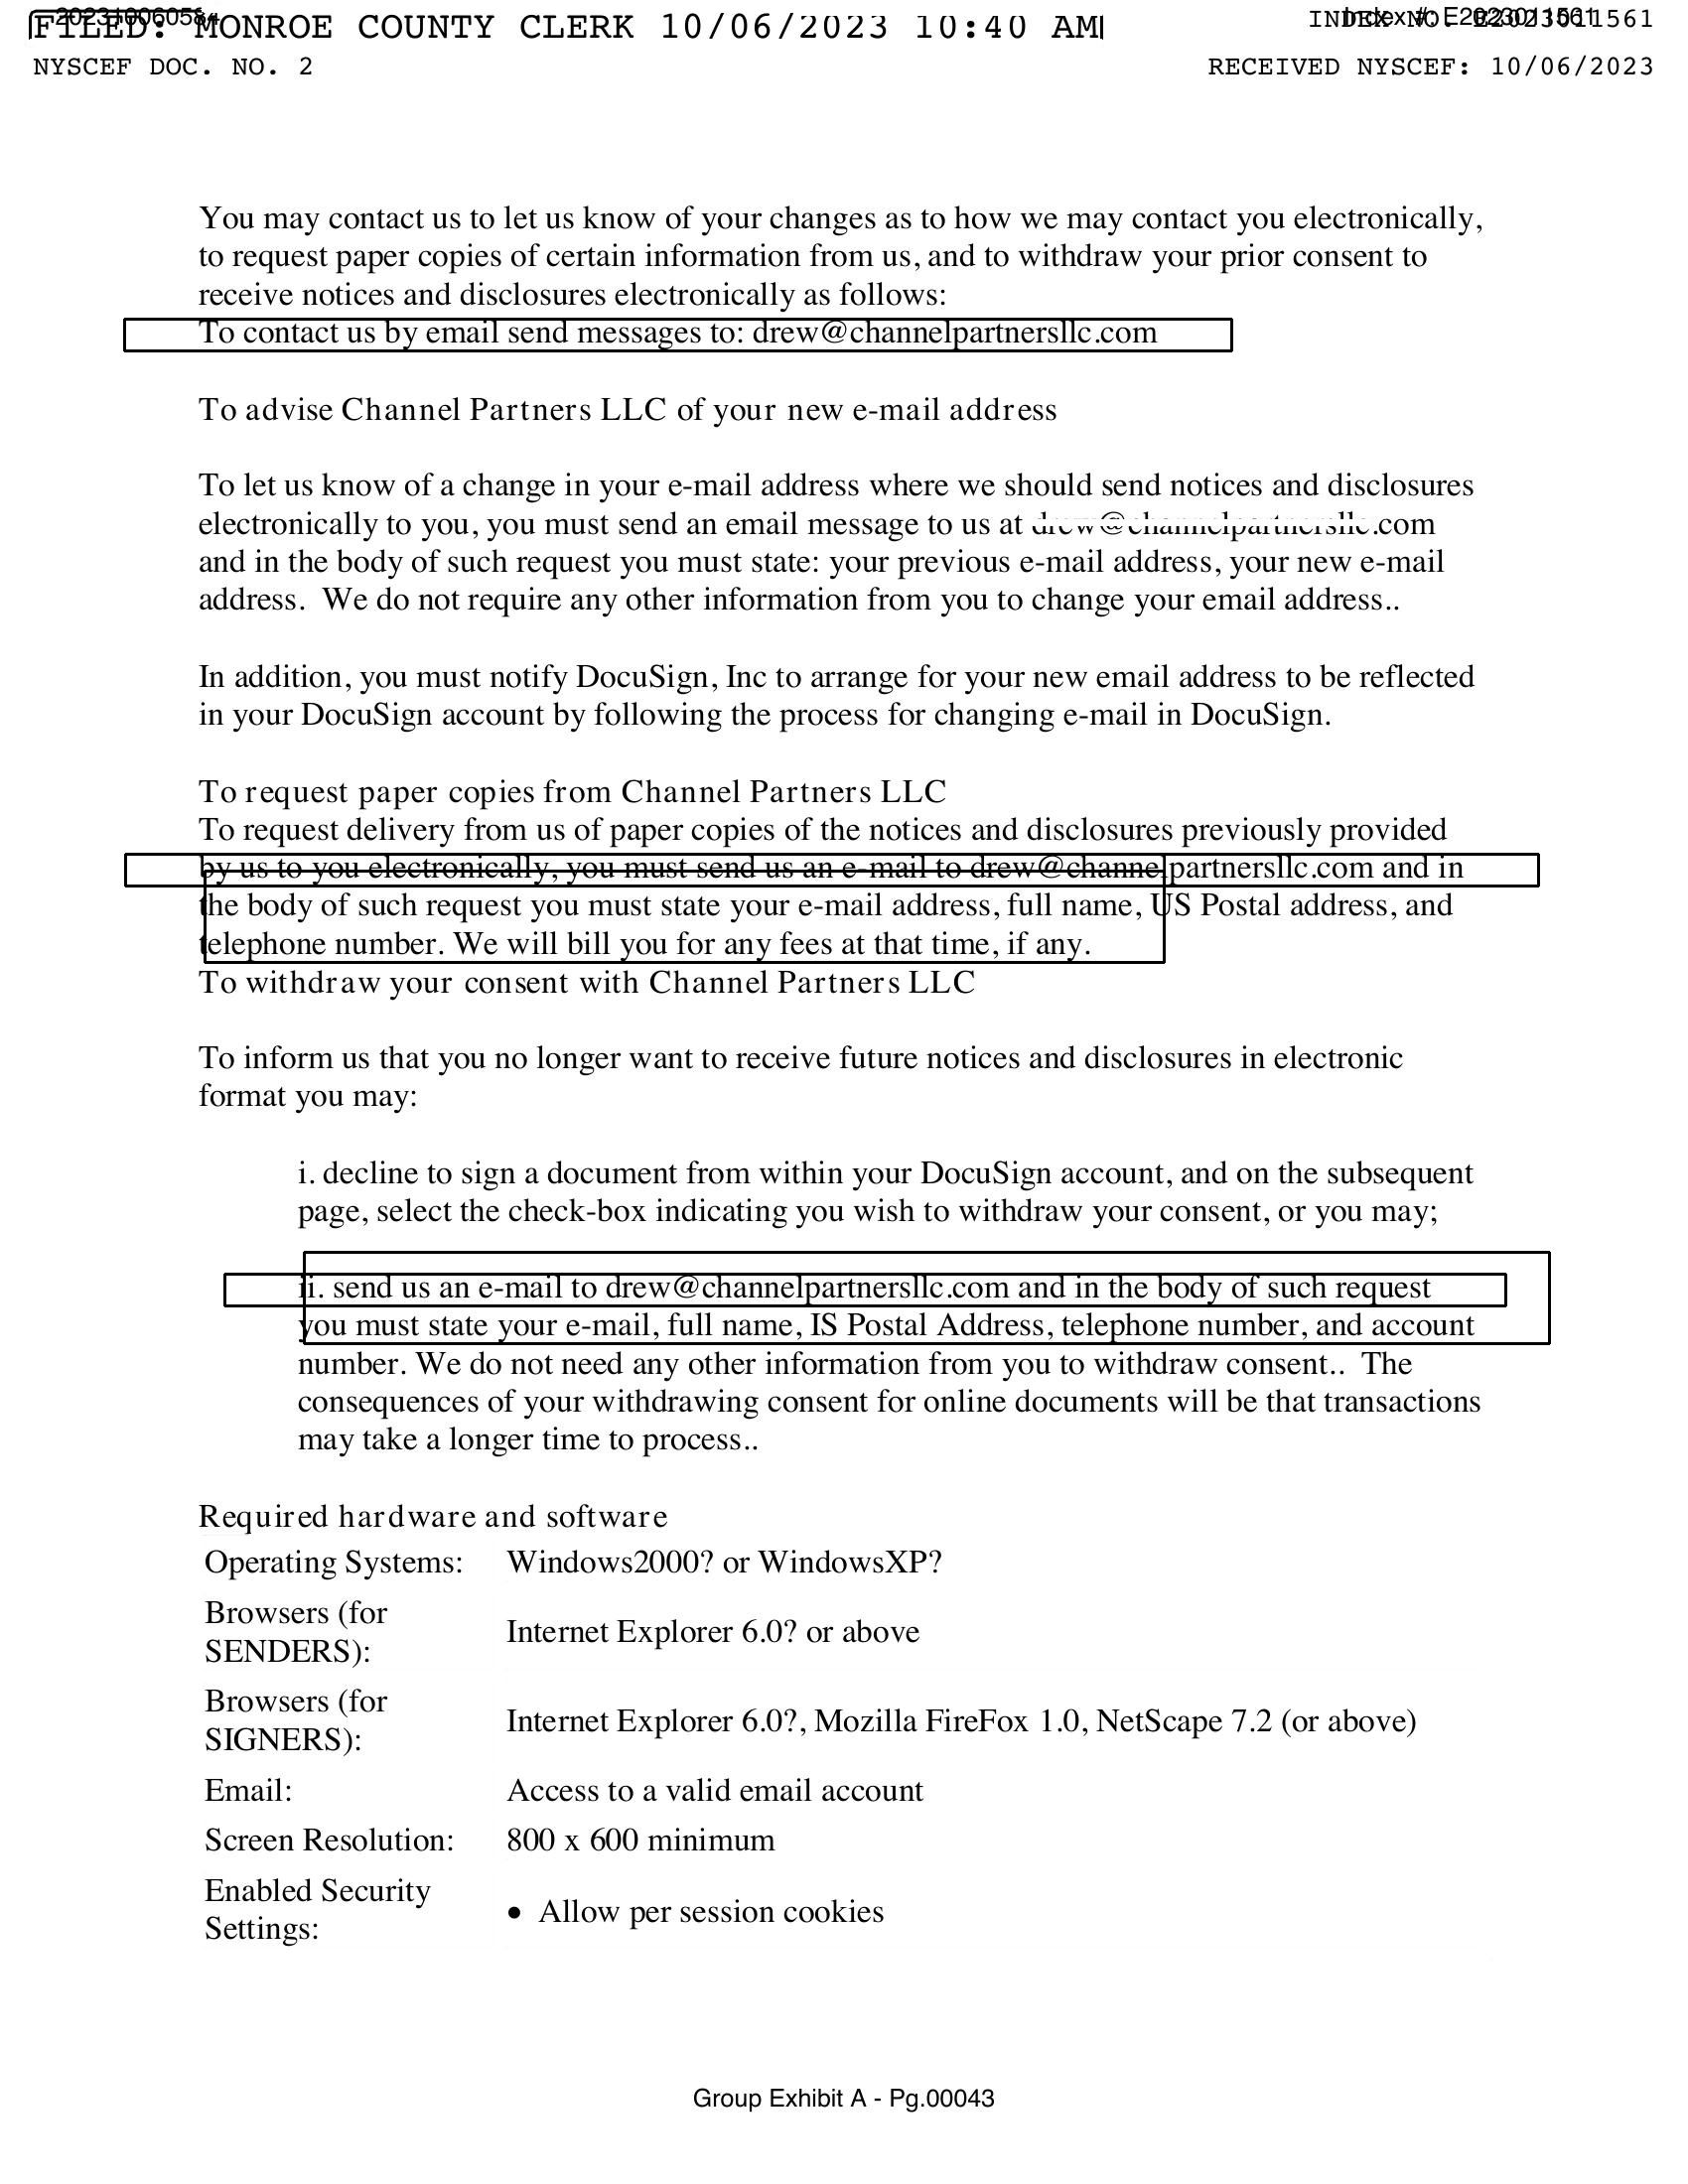 202310060584
FILED: MONROE COUNTY CLERK 10/06/2023 10:40 AM
INDEX NO. E2023011561
Index #: E2023011561
NYSCEF DOC. NO. 2
RECEIVED NYSCEF: 10/06/2023
You may contact us to let us know of your changes as to how we may contact you electronically,
to request paper copies of certain information from us, and to withdraw your prior consent to
receive notices and disclosures electronically as follows:
To contact us by email send messages to: drew@channelpartnersllc.com
To advise Channel Partners LLC of your new e-mail address
To let us know of a change in your e-mail address where we should send notices and disclosures
electronically to you, you must send an email message to us at drew@channelpartnersllc.com
and in the body of such request you must state: your previous e-mail address, your new e-mail
address.  We do not require any other information from you to change your email address..
In addition, you must notify DocuSign, Inc to arrange for your new email address to be reflected
in your DocuSign account by following the process for changing e-mail in DocuSign.
To request paper copies from Channel Partners LLC
To request delivery from us of paper copies of the notices and disclosures previously provided
by us to you electronically, you must send us an e-mail to drew@channelpartnersllc.com and in
the body of such request you must state your e-mail address, full name, US Postal address, and
telephone number. We will bill you for any fees at that time, if any.
To withdraw your consent with Channel Partners LLC
To inform us that you no longer want to receive future notices and disclosures in electronic
format you may:
i. decline to sign a document from within your DocuSign account, and on the subsequent
page, select the check-box indicating you wish to withdraw your consent, or you may;
ii. send us an e-mail to drew@channelpartnersllc.com and in the body of such request
you must state your e-mail, full name, IS Postal Address, telephone number, and account
number. We do not need any other information from you to withdraw consent..  The
consequences of your withdrawing consent for online documents will be that transactions
may take a longer time to process..
Required hardware and software
Operating Systems: Windows2000? or WindowsXP?
Browsers (for
SENDERS):
Internet Explorer 6.0? or above
Browsers (for
SIGNERS):
Internet Explorer 6.0?, Mozilla FireFox 1.0, NetScape 7.2 (or above)
Email: Access to a valid email account
Screen Resolution: 800 x 600 minimum
Enabled Security
Settings:
• Allow per session cookies
Group Exhibit A - Pg.00043